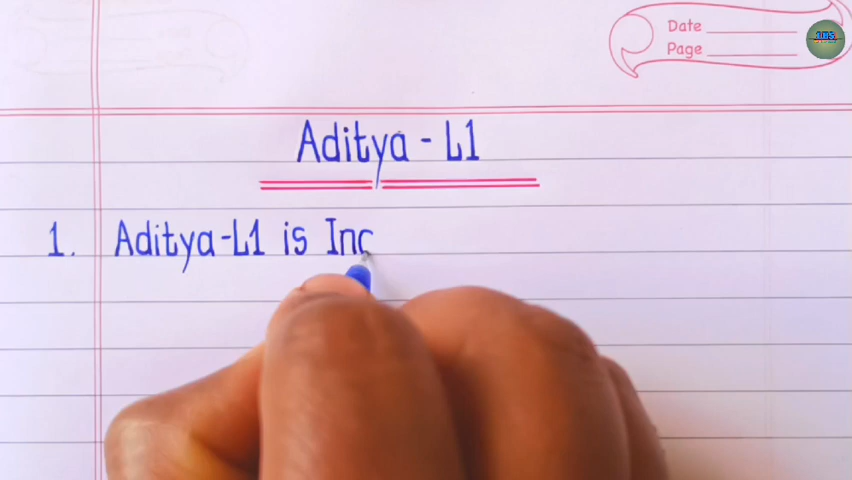 Date
Page
Aditya - L1
1. Aditya-L1 is Inc